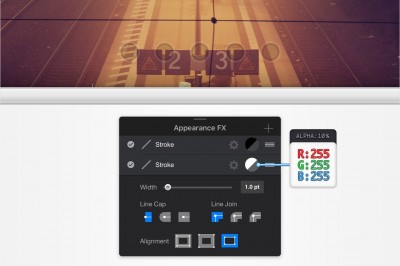 2 3
Appearance FX
Stroke
Stroke
Width 1.0 pt
Line Cap Line Join
Alignment
ALPHA:10%
R:255
G:255
B:255